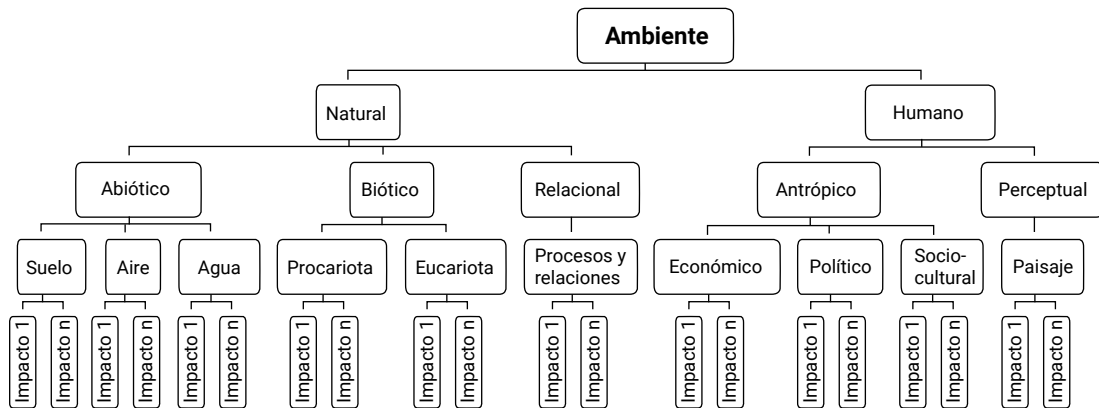 Ambiente
Natural
Humano
Abiótico
Biótico
Relacional
Antrópico
Perceptual
Suelo
Aire
Agua
Procariota
Eucariota
Procesos y
relaciones
Económico
Político
Socio-
cultural
Paisaje
Impacto 1
Impacto n
Impacto 1
Impacto n
Impacto 1
Impacto n
Impacto 1
Impacto n
Impacto 1
Impacto n
Impacto 1
Impacto n
Impacto 1
Impacto n
Impacto 1
Impacto n
Impacto 1
Impacto n
Impacto 1
Impacto n